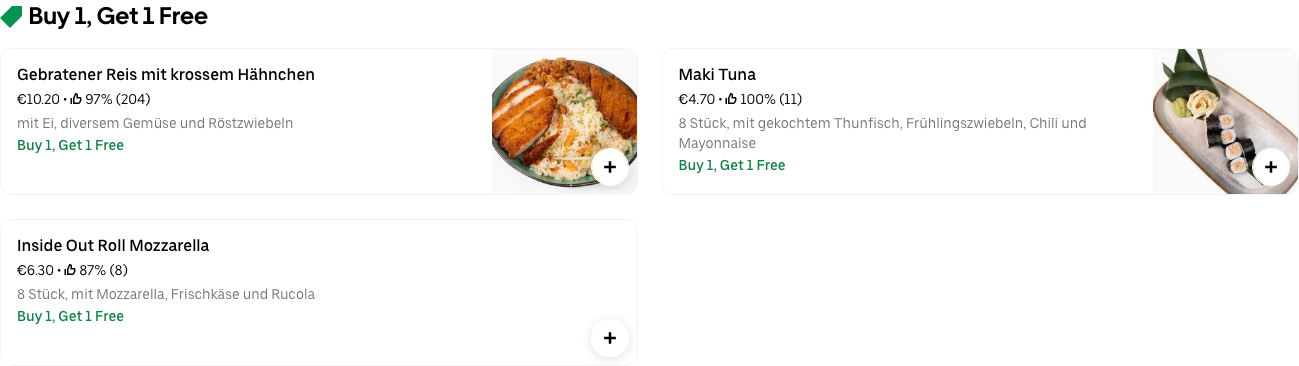 Buy 1, Get 1 Free
Gebratener Reis mit krossem Hähnchen
€10.20 • 97% (204)
mit Ei, diversem Gemüse und Röstzwiebeln
Buy 1, Get 1 Free
Maki Tuna
€4.70 • 100% (11)
8 Stück, mit gekochtem Thunfisch, Frühlingszwiebeln, Chili und
Mayonnaise
Buy 1, Get 1 Free
Inside Out Roll Mozzarella
€6.30 • 87% (8)
8 Stück, mit Mozzarella, Frischkäse und Rucola
Buy 1, Get 1 Free